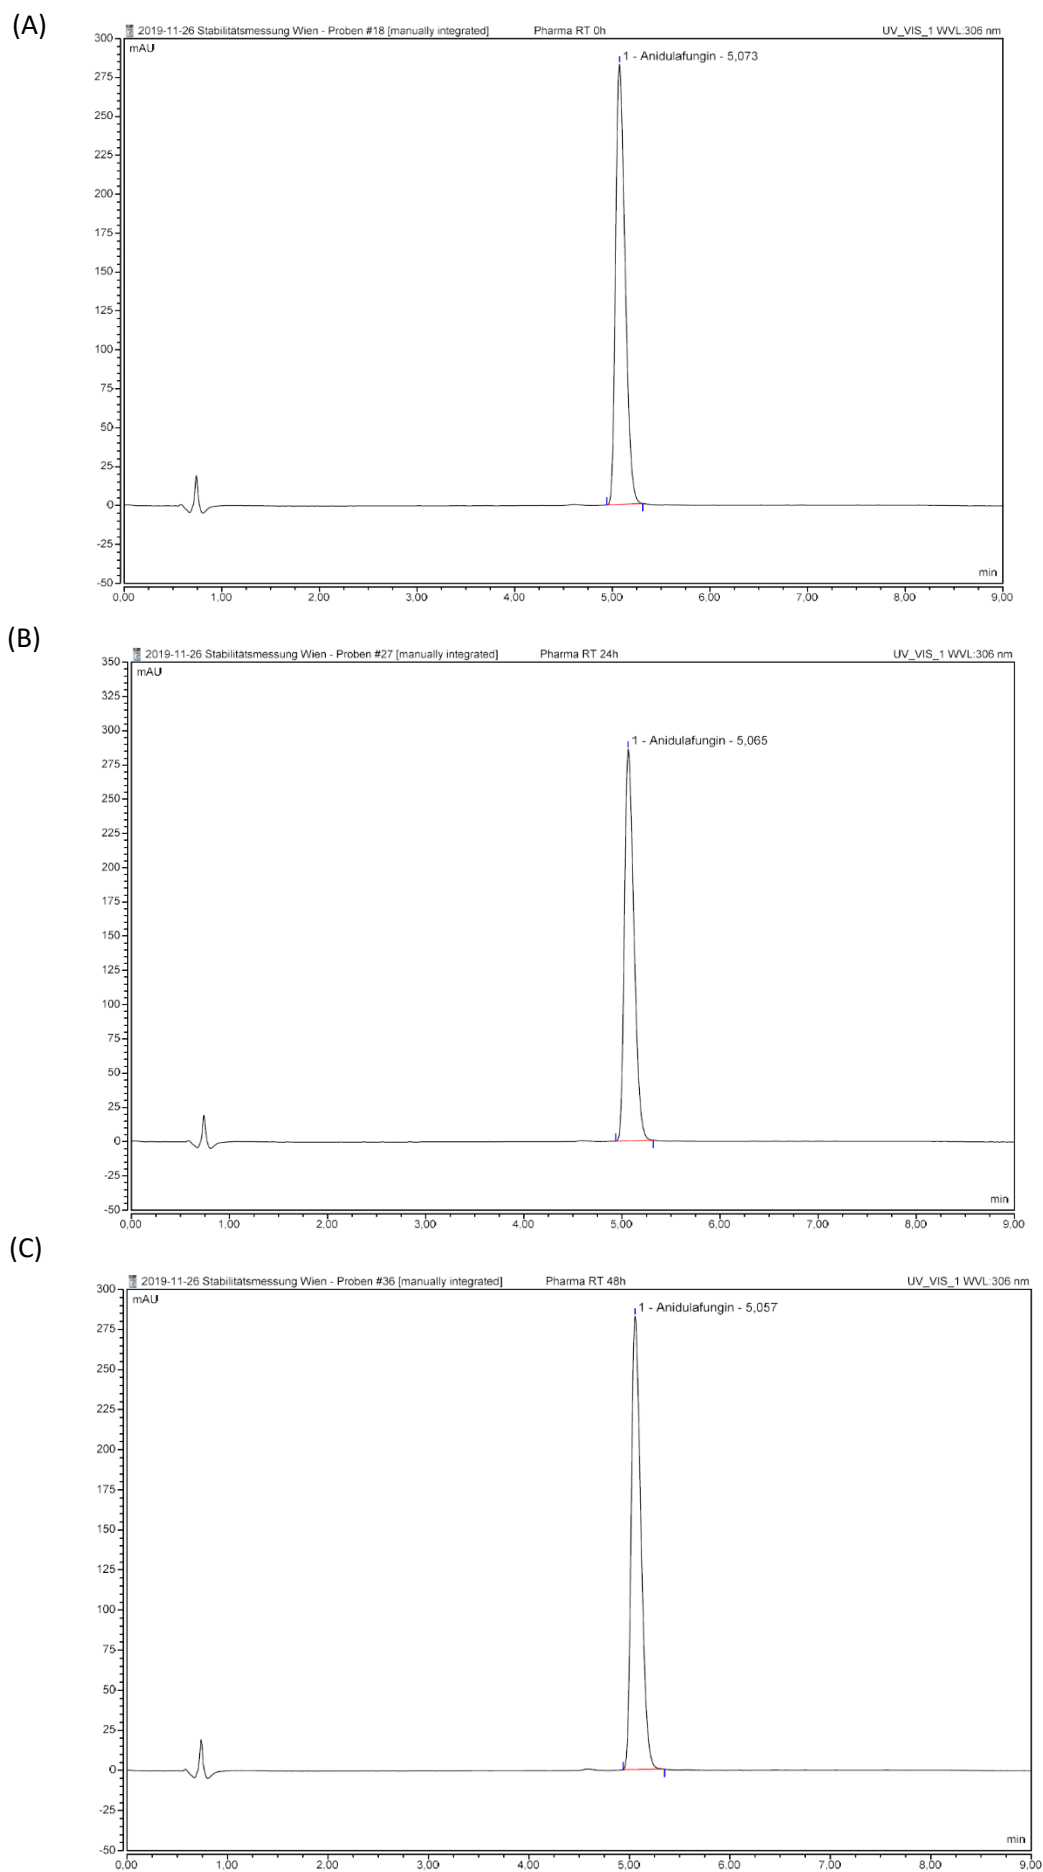 (A)
2019-11-26 Stabilitätsmessung Wien - Proben #18 [manually integrated] Pharma RT 0h UV_VIS_1 WVL:306 nm
300
mAU
1 - Anidulafungin - 5,073
275
250
225
200
175
150
125
100
75
50
25
0
-25
min
-50
0,00 1,00 2,00 3,00 4,00 5,00 6,00 7,00 8,00 9,00
(B)
2019-11-26 Stabilitätsmessung Wien - Proben #27 [manually integrated] Pharma RT 24h UV_VIS_1 WVL:306 nm
350
mAU
325
300
1 - Anidulafungin - 5,065
275
250
225
200
175
150
125
100
75
50
25
0
-25
min
-50
0,00 1,00 2,00 3,00 4,00 5,00 6,00 7,00 8,00 9,00
(C)
2019-11-26 Stabilitätsmessung Wien - Proben #36 [manually integrated] Pharma RT 48h UV_VIS_1 WVL:306 nm
300
mAU
1 - Anidulafungin - 5,057
275
250
225
200
175
150
125
100
75
50
25
0
-25
min
-50
0,00 1,00 2,00 3,00 4,00 5,00 6,00 7,00 8,00 9,00